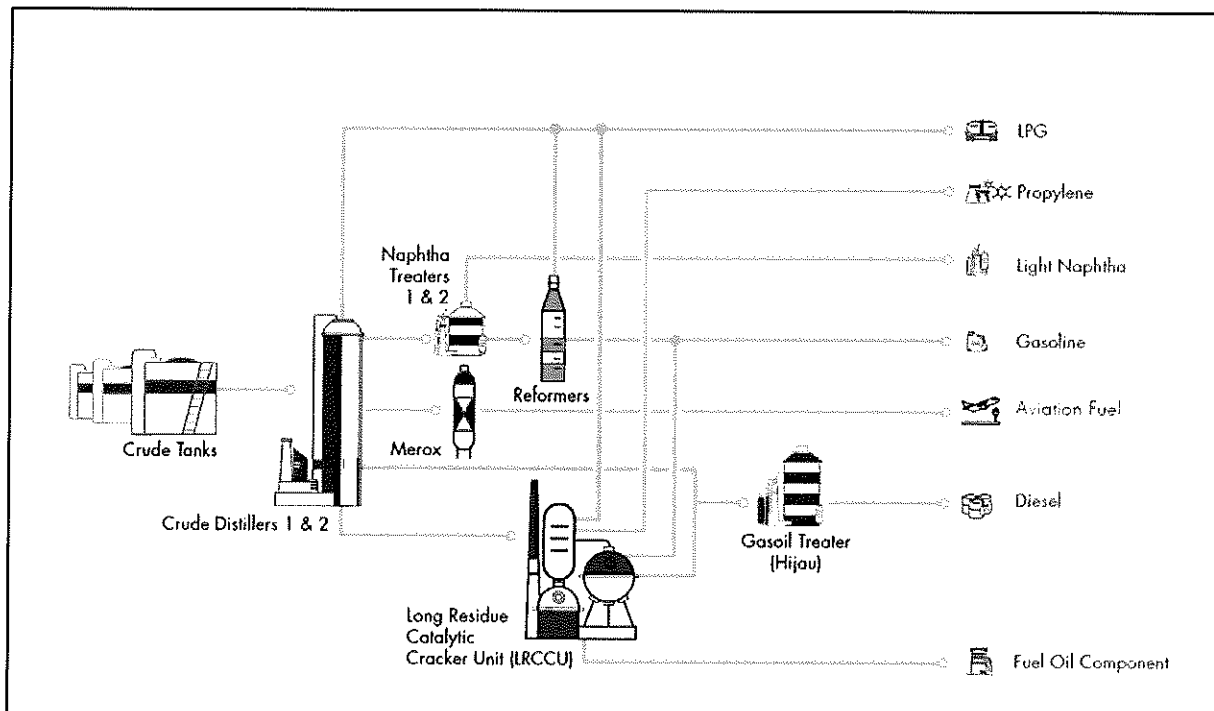 LPG
Propylene
Naphtha
Treaters
1 & 2
Light Naphtha
Gasoline
Reformers
Aviation Fuel
Crude Tanks
Merox
Crude Distillers 1 & 2
Diesel
Gasoil Treater
(Hijau)
Long Residue
Catalytic
Cracker Unit (LRCCU)
Fuel Oil Component